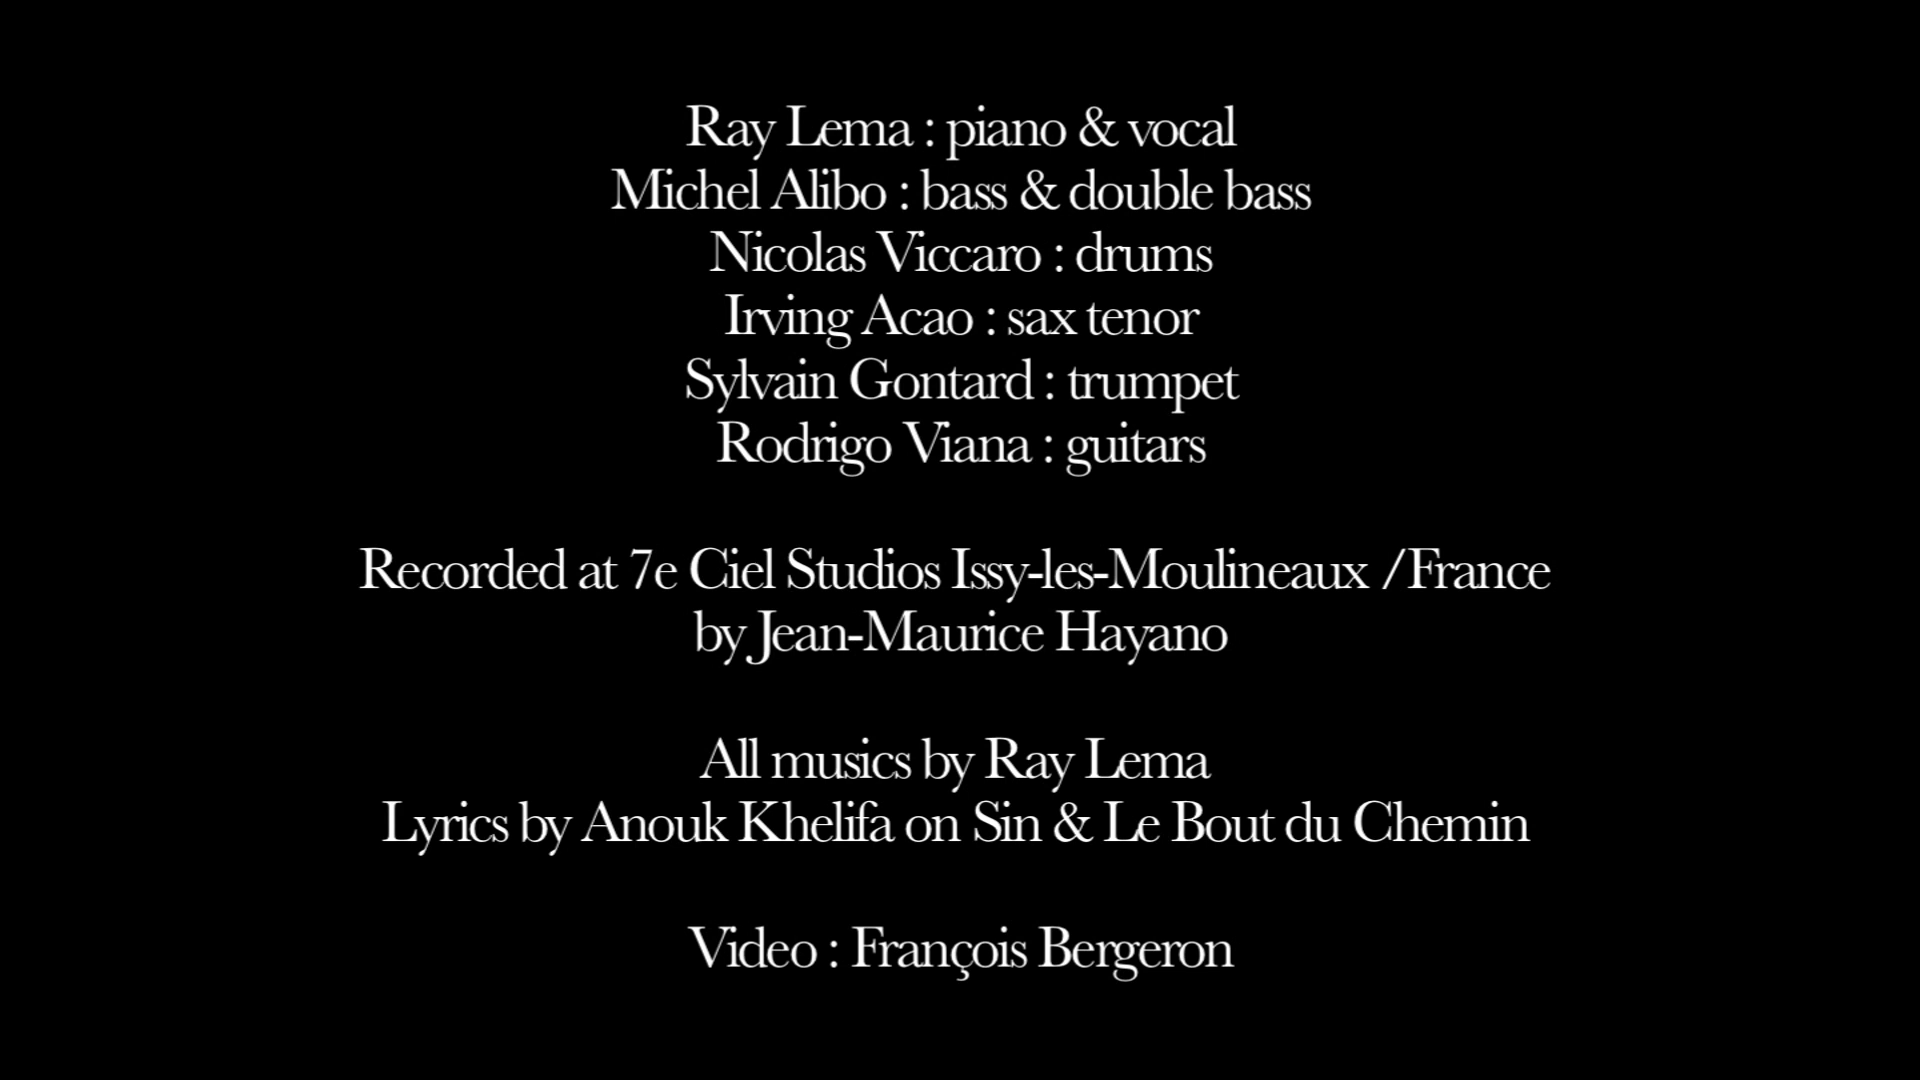 Ray Lema : piano & vocal
Michel Alibo : bass & double bass
Nicolas Viccaro : drums
Irving Acao : sax tenor
Sylvain Gontard : trumpet
Rodrigo Viana : guitars
Recorded at 7e Ciel Studios Issy-les-Moulineaux /France
by Jean-Maurice Hayano
All musics by Ray Lema
Lyrics by Anouk Khelifa on Sin & Le Bout du Chemin
Video : François Bergeron